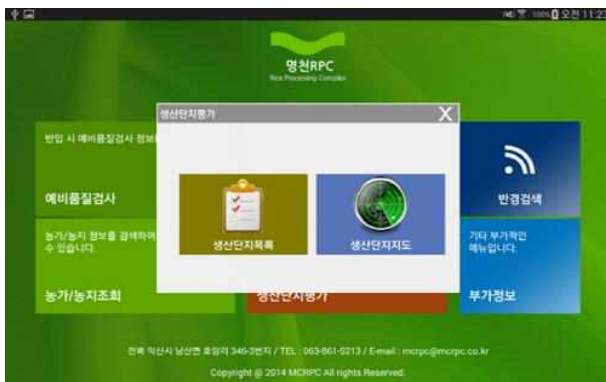 100% 오전 11:23
명천RPC
Rice Processing Complex
생산단지평가 X
반입 시 예비품질검사 정보
예비품질검사
반경검색
생산단지목록
생산단지지도
농가/농지 정보를 검색하여
수 있습니다.
기타 부가적인
메뉴입니다.
농가/농지조회
생산단지평가
부가정보
전북 익산시 남산면 호암리 346-3번지 / TEL : 063-861-5213 / E-mail : mcrpc@mcrpc.co.kr
Copyright @ 2014 MCRPC All rights Reserved.